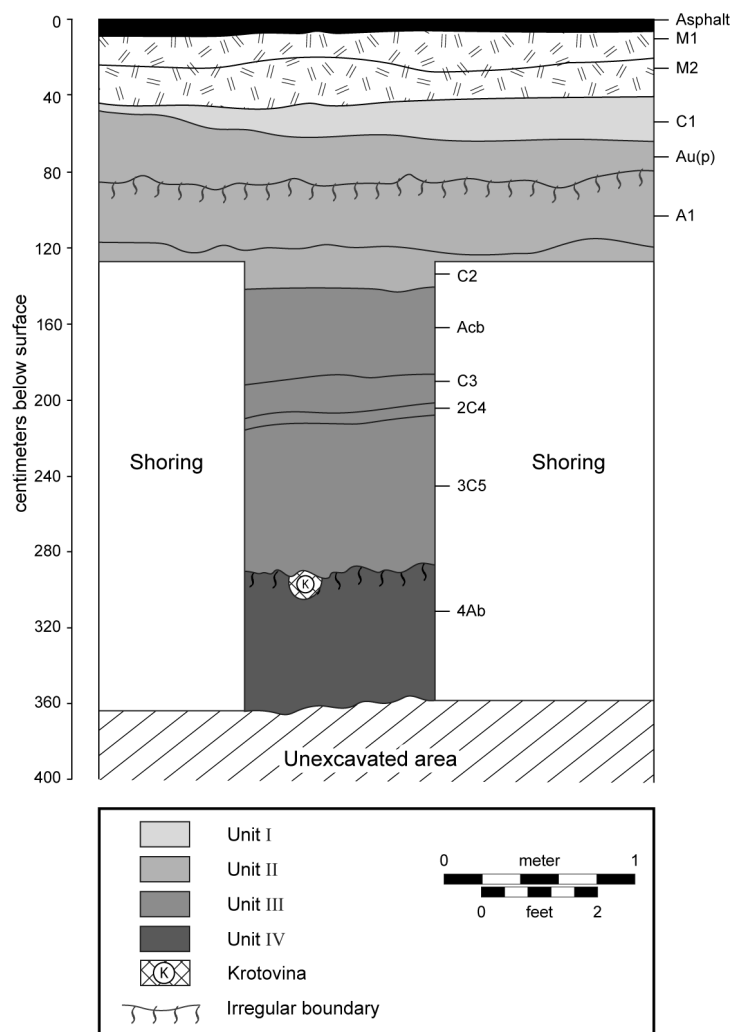 0
40
80
120
160
200
240
280
320
360
400
centimeters below surface
Asphalt
M1
M2
C1
Au(p)
A1
C2
Acb
C3
2C4
3C5
4Ab
Shoring
Shoring
K
Unexcavated area
Unit I
Unit II
Unit III
Unit IV
K Krotovina
Irregular boundary
0 meter 1
0 feet 2